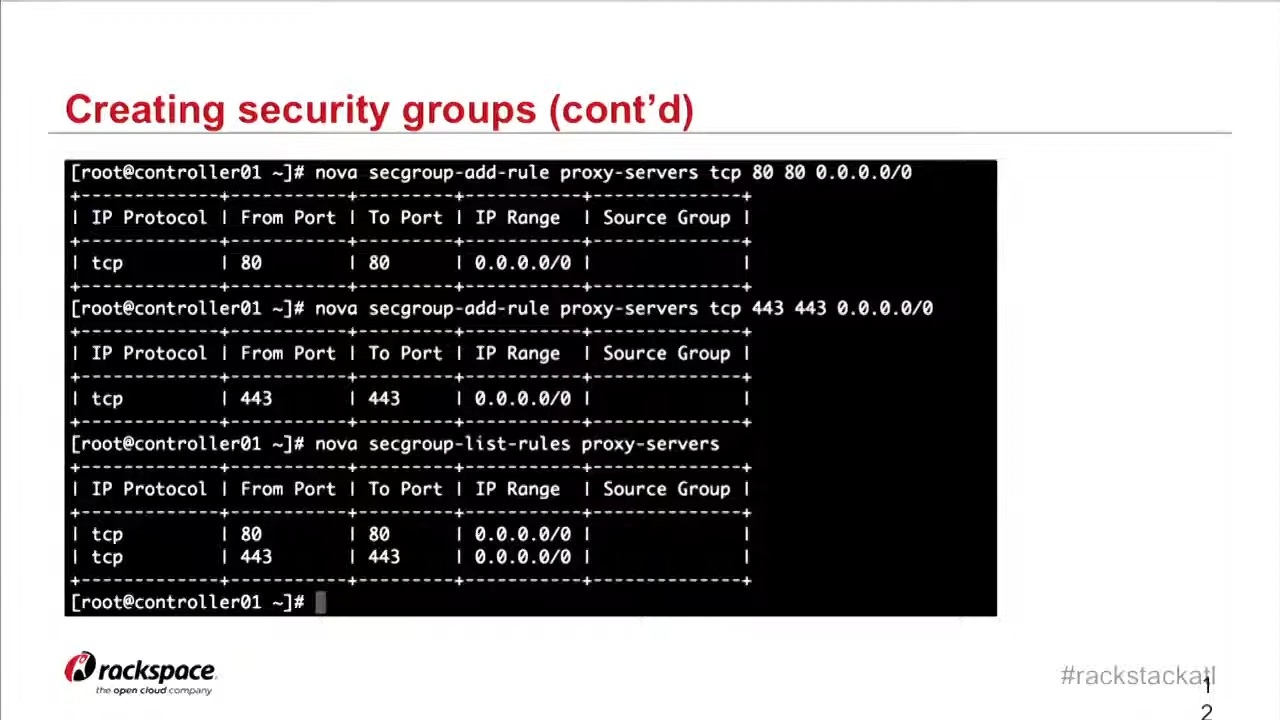 Creating security groups (cont’d)
[root@controller01 ~]# nova secgroup-add-rule proxy-servers tcp 80 80 0.0.0.0/0
+-------------+-----------+---------+-----------+--------------+
| IP Protocol | From Port | To Port | IP Range | Source Group |
+-------------+-----------+---------+-----------+--------------+
| tcp | 80 | 80 | 0.0.0.0/0 | |
+-------------+-----------+---------+-----------+--------------+
[root@controller01 ~]# nova secgroup-add-rule proxy-servers tcp 443 443 0.0.0.0/0
+-------------+-----------+---------+-----------+--------------+
| IP Protocol | From Port | To Port | IP Range | Source Group |
+-------------+-----------+---------+-----------+--------------+
| tcp | 443 | 443 | 0.0.0.0/0 | |
+-------------+-----------+---------+-----------+--------------+
[root@controller01 ~]# nova secgroup-list-rules proxy-servers
+-------------+-----------+---------+-----------+--------------+
| IP Protocol | From Port | To Port | IP Range | Source Group |
+-------------+-----------+---------+-----------+--------------+
| tcp | 80 | 80 | 0.0.0.0/0 | |
| tcp | 443 | 443 | 0.0.0.0/0 | |
+-------------+-----------+---------+-----------+--------------+
[root@controller01 ~]#
rackspace
the open cloud company
#rackstackatl
1
2